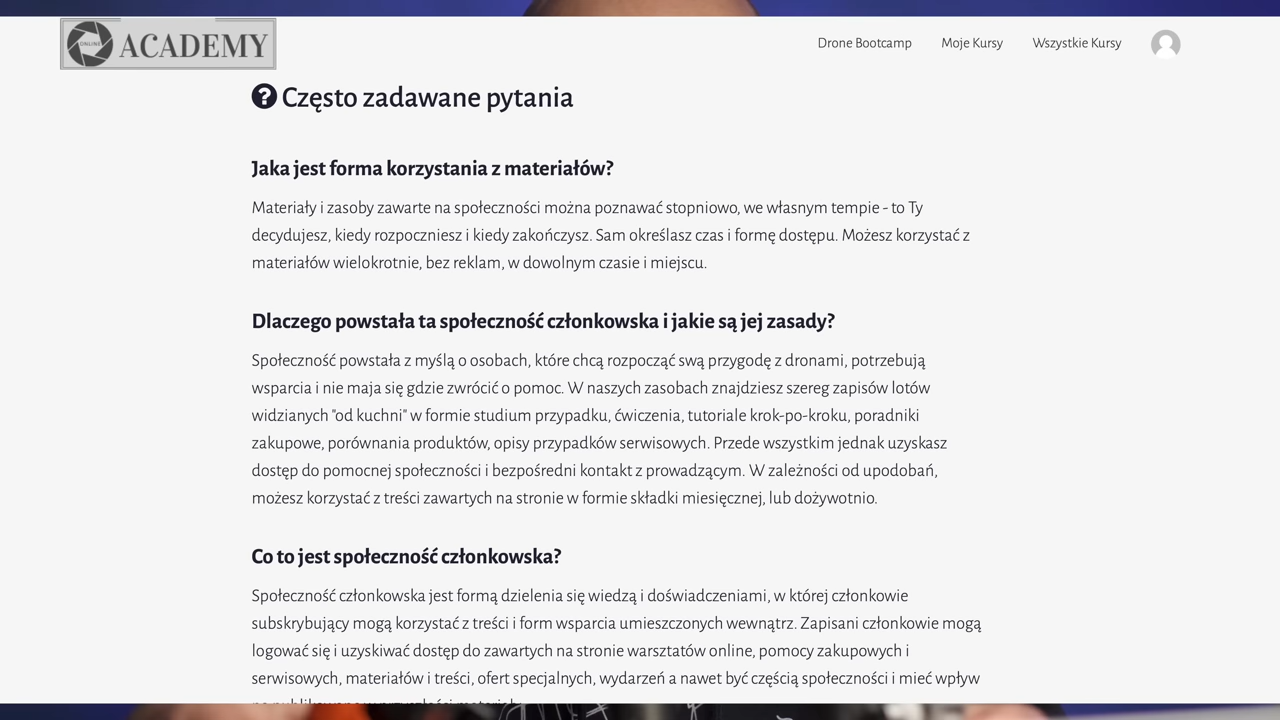 ONLINE
ACADEMY
Drone Bootcamp
Moje Kursy
Wszystkie Kursy
Często zadawane pytania
Jaka jest forma korzystania z materiałów?
Materiały i zasoby zawarte na społeczności można poznawać stopniowo, we własnym tempie - to Ty
decydujesz, kiedy rozpoczniesz i kiedy zakończysz. Sam określasz czas i formę dostępu. Możesz korzystać z
materiałów wielokrotnie, bez reklam, w dowolnym czasie i miejscu.
Dlaczego powstała ta społeczność członkowska i jakie są jej zasady?
Społeczność powstała z myślą o osobach, które chcą rozpocząć swą przygodę z dronami, potrzebują
wsparcia i nie maja się gdzie zwrócić o pomoc. W naszych zasobach znajdziesz szereg zapisów lotów
widzianych "od kuchni" w formie studium przypadku, ćwiczenia, tutoriale krok-po-kroku, poradniki
zakupowe, porównania produktów, opisy przypadków serwisowych. Przede wszystkim jednak uzyskasz
dostęp do pomocnej społeczności i bezpośredni kontakt z prowadzącym. W zależności od upodobań,
możesz korzystać z treści zawartych na stronie w formie składki miesięcznej, lub dożywotnio.
Co to jest społeczność członkowska?
Społeczność członkowska jest formą dzielenia się wiedzą i doświadczeniami, w której członkowie
subskrybujący mogą korzystać z treści i form wsparcia umieszczonych wewnątrz. Zapisani członkowie mogą
logować się i uzyskiwać dostęp do zawartych na stronie warsztatów online, pomocy zakupowych i
serwisowych, materiałów i treści, ofert specjalnych, wydarzeń a nawet być częścią społeczności i mieć wpływ